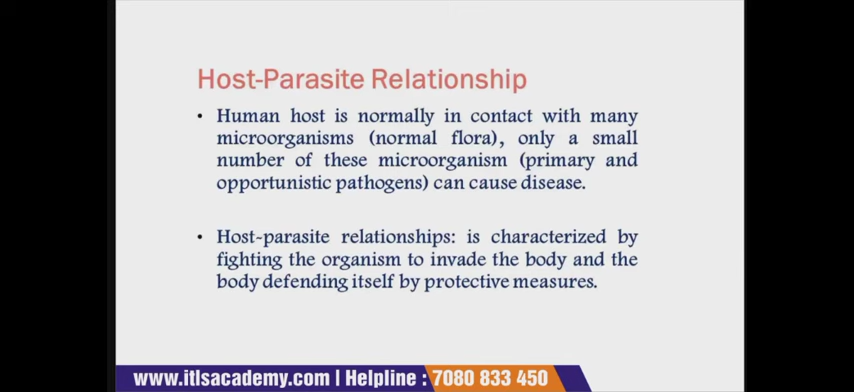 Host-Parasite Relationship
• Human host is normally in contact with many
microorganisms (normal flora), only a small
number of these microorganism (primary and
opportunistic pathogens) can cause disease.
• Host-parasite relationships: is characterized by
fighting the organism to invade the body and the
body defending itself by protective measures.
www.itlsacademy.com | Helpline : 7080 833 450